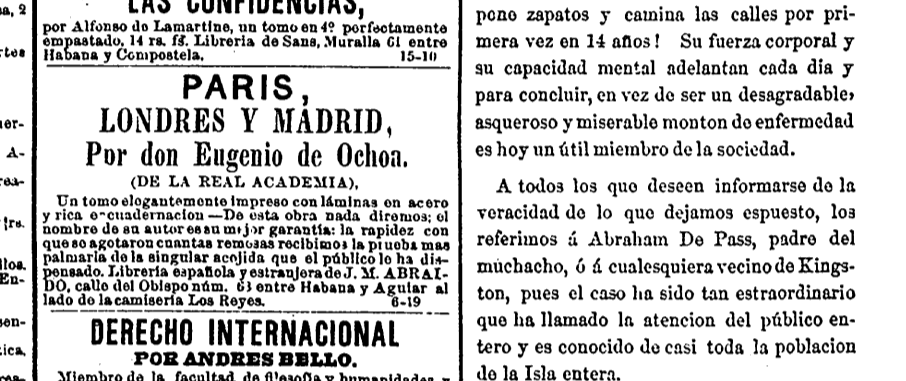 LAS CONFIDENCIAS,
por Alfonso de Lamartine, un tomo en 4º perfectamente
empastado, 14 rs. fs. Libreria de Sans, Muralla 61 entre
Habana y Compostela. 15-10
PARIS,
LONDRES Y MADRID,
Por don Eugenio de Ochoa.
(DE LA REAL ACADEMIA),
Un tomo elegantemente impreso con láminas en acero
y rica encuadernacion—De esta obra nada diremos; el
nombre de su autor es su mejor garantía: la rapidez con
que se agotaron cuantas remesas recibimos la prueba mas
palmaria de la singular acojida que el público lo ha dis-
pensado. Librería española y estranjera de J. M. ABRAI-
DO, calle del Obispo núm. 63 entre Habana y Aguiar al
lado de la camisería Los Reyes. 6-19
DERECHO INTERNACIONAL
POR ANDRES BELLO.
Miembro de la facultad de filosofia y humanidades y
pono zapatos y camina las calles por pri-
mera vez en 14 años! Su fuerza corporal y
su capacidad mental adelantan cada dia y
para concluir, en vez de ser un desagradable,
asqueroso y miserable monton de enfermedad
es hoy un útil miembro de la sociedad.
A todos los que deseen informarse de la
veracidad de lo que dejamos espuesto, los
referimos á Abraham De Pass, padre del
muchacho, ó á cualesquiera vecino de Kings-
ton, pues el caso ha sido tan estraordinario
que ha llamado la atencion del público en-
tero y es conocido de casi toda la poblacion
de la Isla entera.